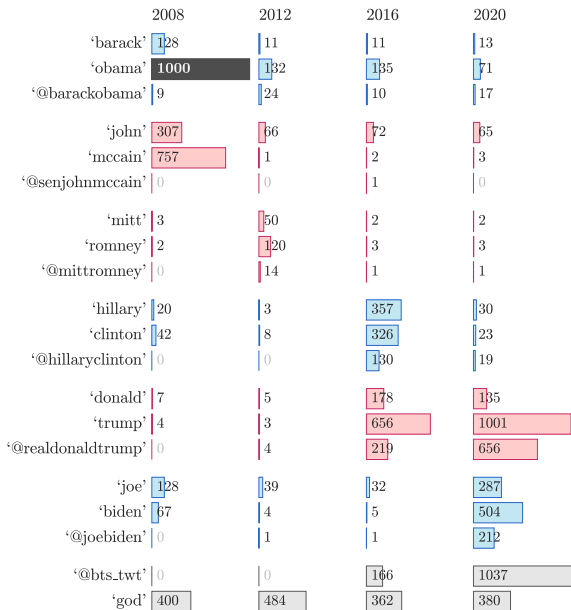 2008 2012 2016 2020
‘barack’ 128 11 11 13
‘obama’ 1000 132 135 71
‘@barackobama’ 9 24 10 17
‘john’ 307 66 72 65
‘mccain’ 757 1 2 3
‘@senjohnmccain’ 0 0 1 0
‘mitt’ 3 50 2 2
‘romney’ 2 120 3 3
‘@mittromney’ 0 14 1 1
‘hillary’ 20 3 357 30
‘clinton’ 42 8 326 23
‘@hillaryclinton’ 0 0 130 19
‘donald’ 7 5 178 135
‘trump’ 4 3 656 1001
‘@realdonaldtrump’ 0 4 219 656
‘joe’ 128 39 32 287
‘biden’ 67 4 5 504
‘@joebiden’ 0 1 1 212
‘@bts_twt’ 0 0 166 1037
‘god’ 400 484 362 380